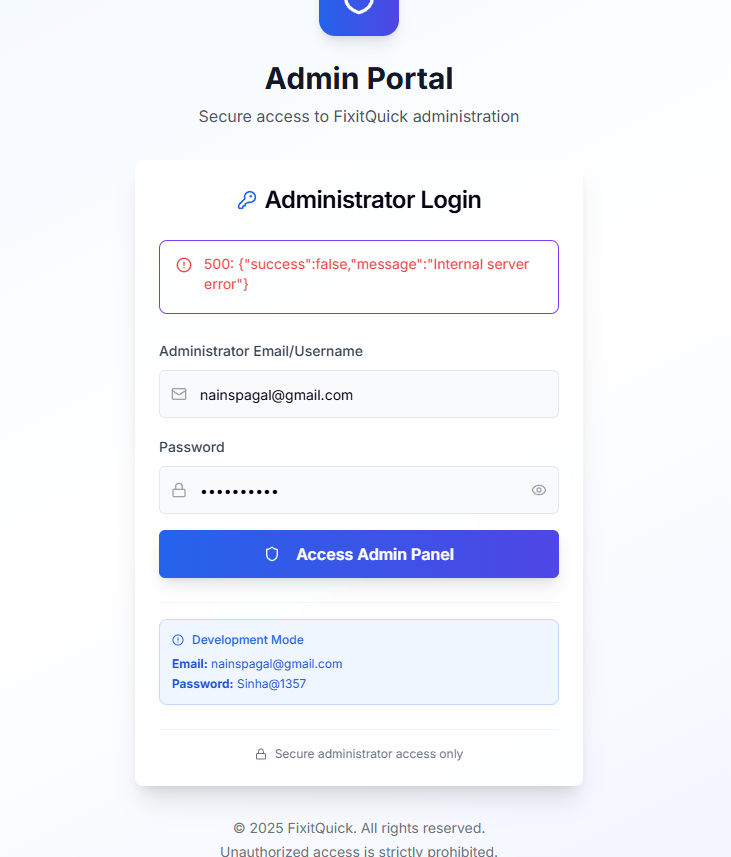 Admin Portal
Secure access to FixitQuick administration
Administrator Login
500: {"success":false,"message":"Internal server
error"}
Administrator Email/Username
nainspagal@gmail.com
Password
••••••••••
Access Admin Panel
Development Mode
Email: nainspagal@gmail.com
Password: Sinha@1357
Secure administrator access only
© 2025 FixitQuick. All rights reserved.
Unauthorized access is strictly prohibited.